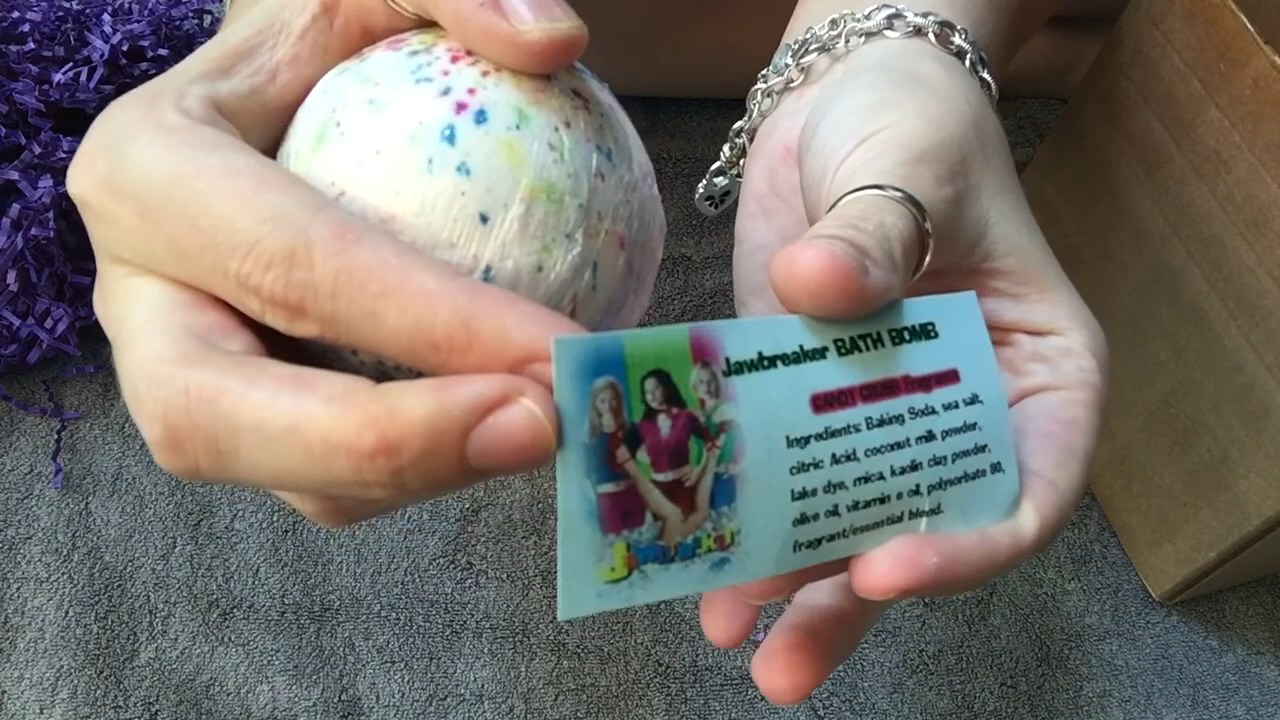 Jawbreaker BATH BOMB
CANDY CRUSH Fragrance
Ingredients: Baking Soda, sea salt,
citric Acid, coconut milk powder,
lake dye, mica, kaolin clay powder,
olive oil, vitamin e oil, polysorbate 80,
fragrant/essential blend.
Jawbreaker